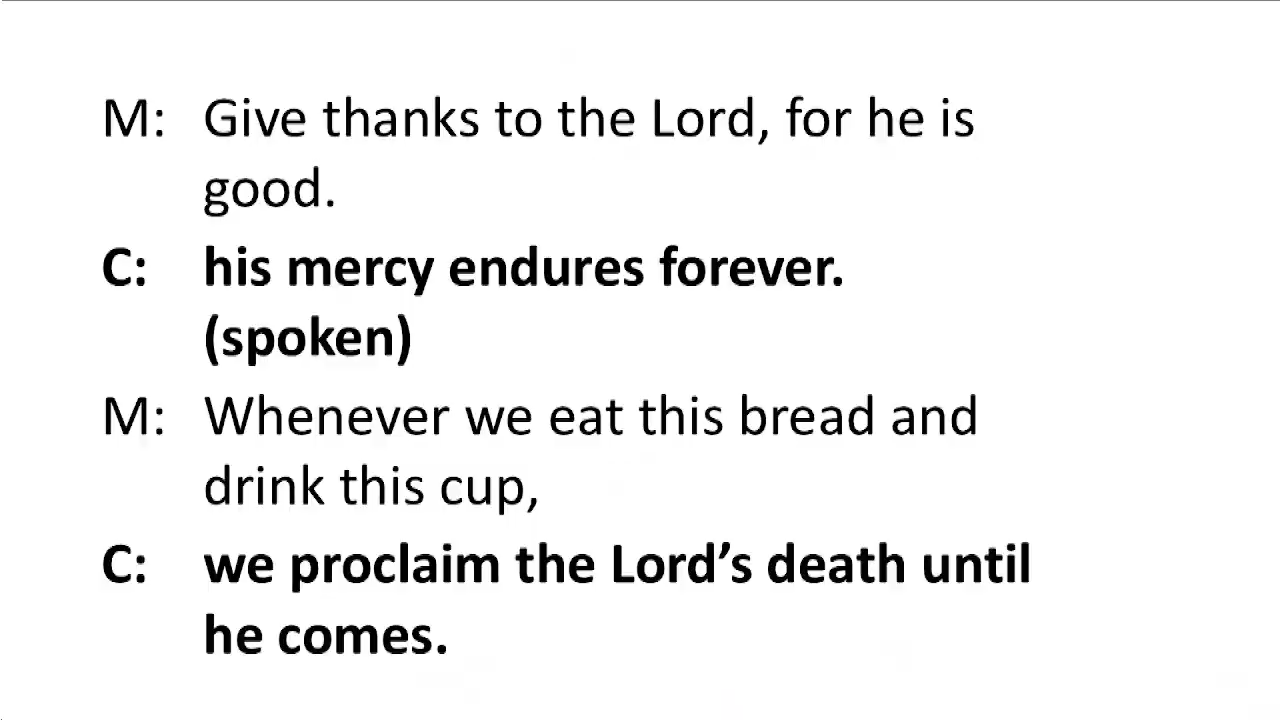 M: Give thanks to the Lord, for he is
good.
C: his mercy endures forever.
(spoken)
M: Whenever we eat this bread and
drink this cup,
C: we proclaim the Lord’s death until
he comes.